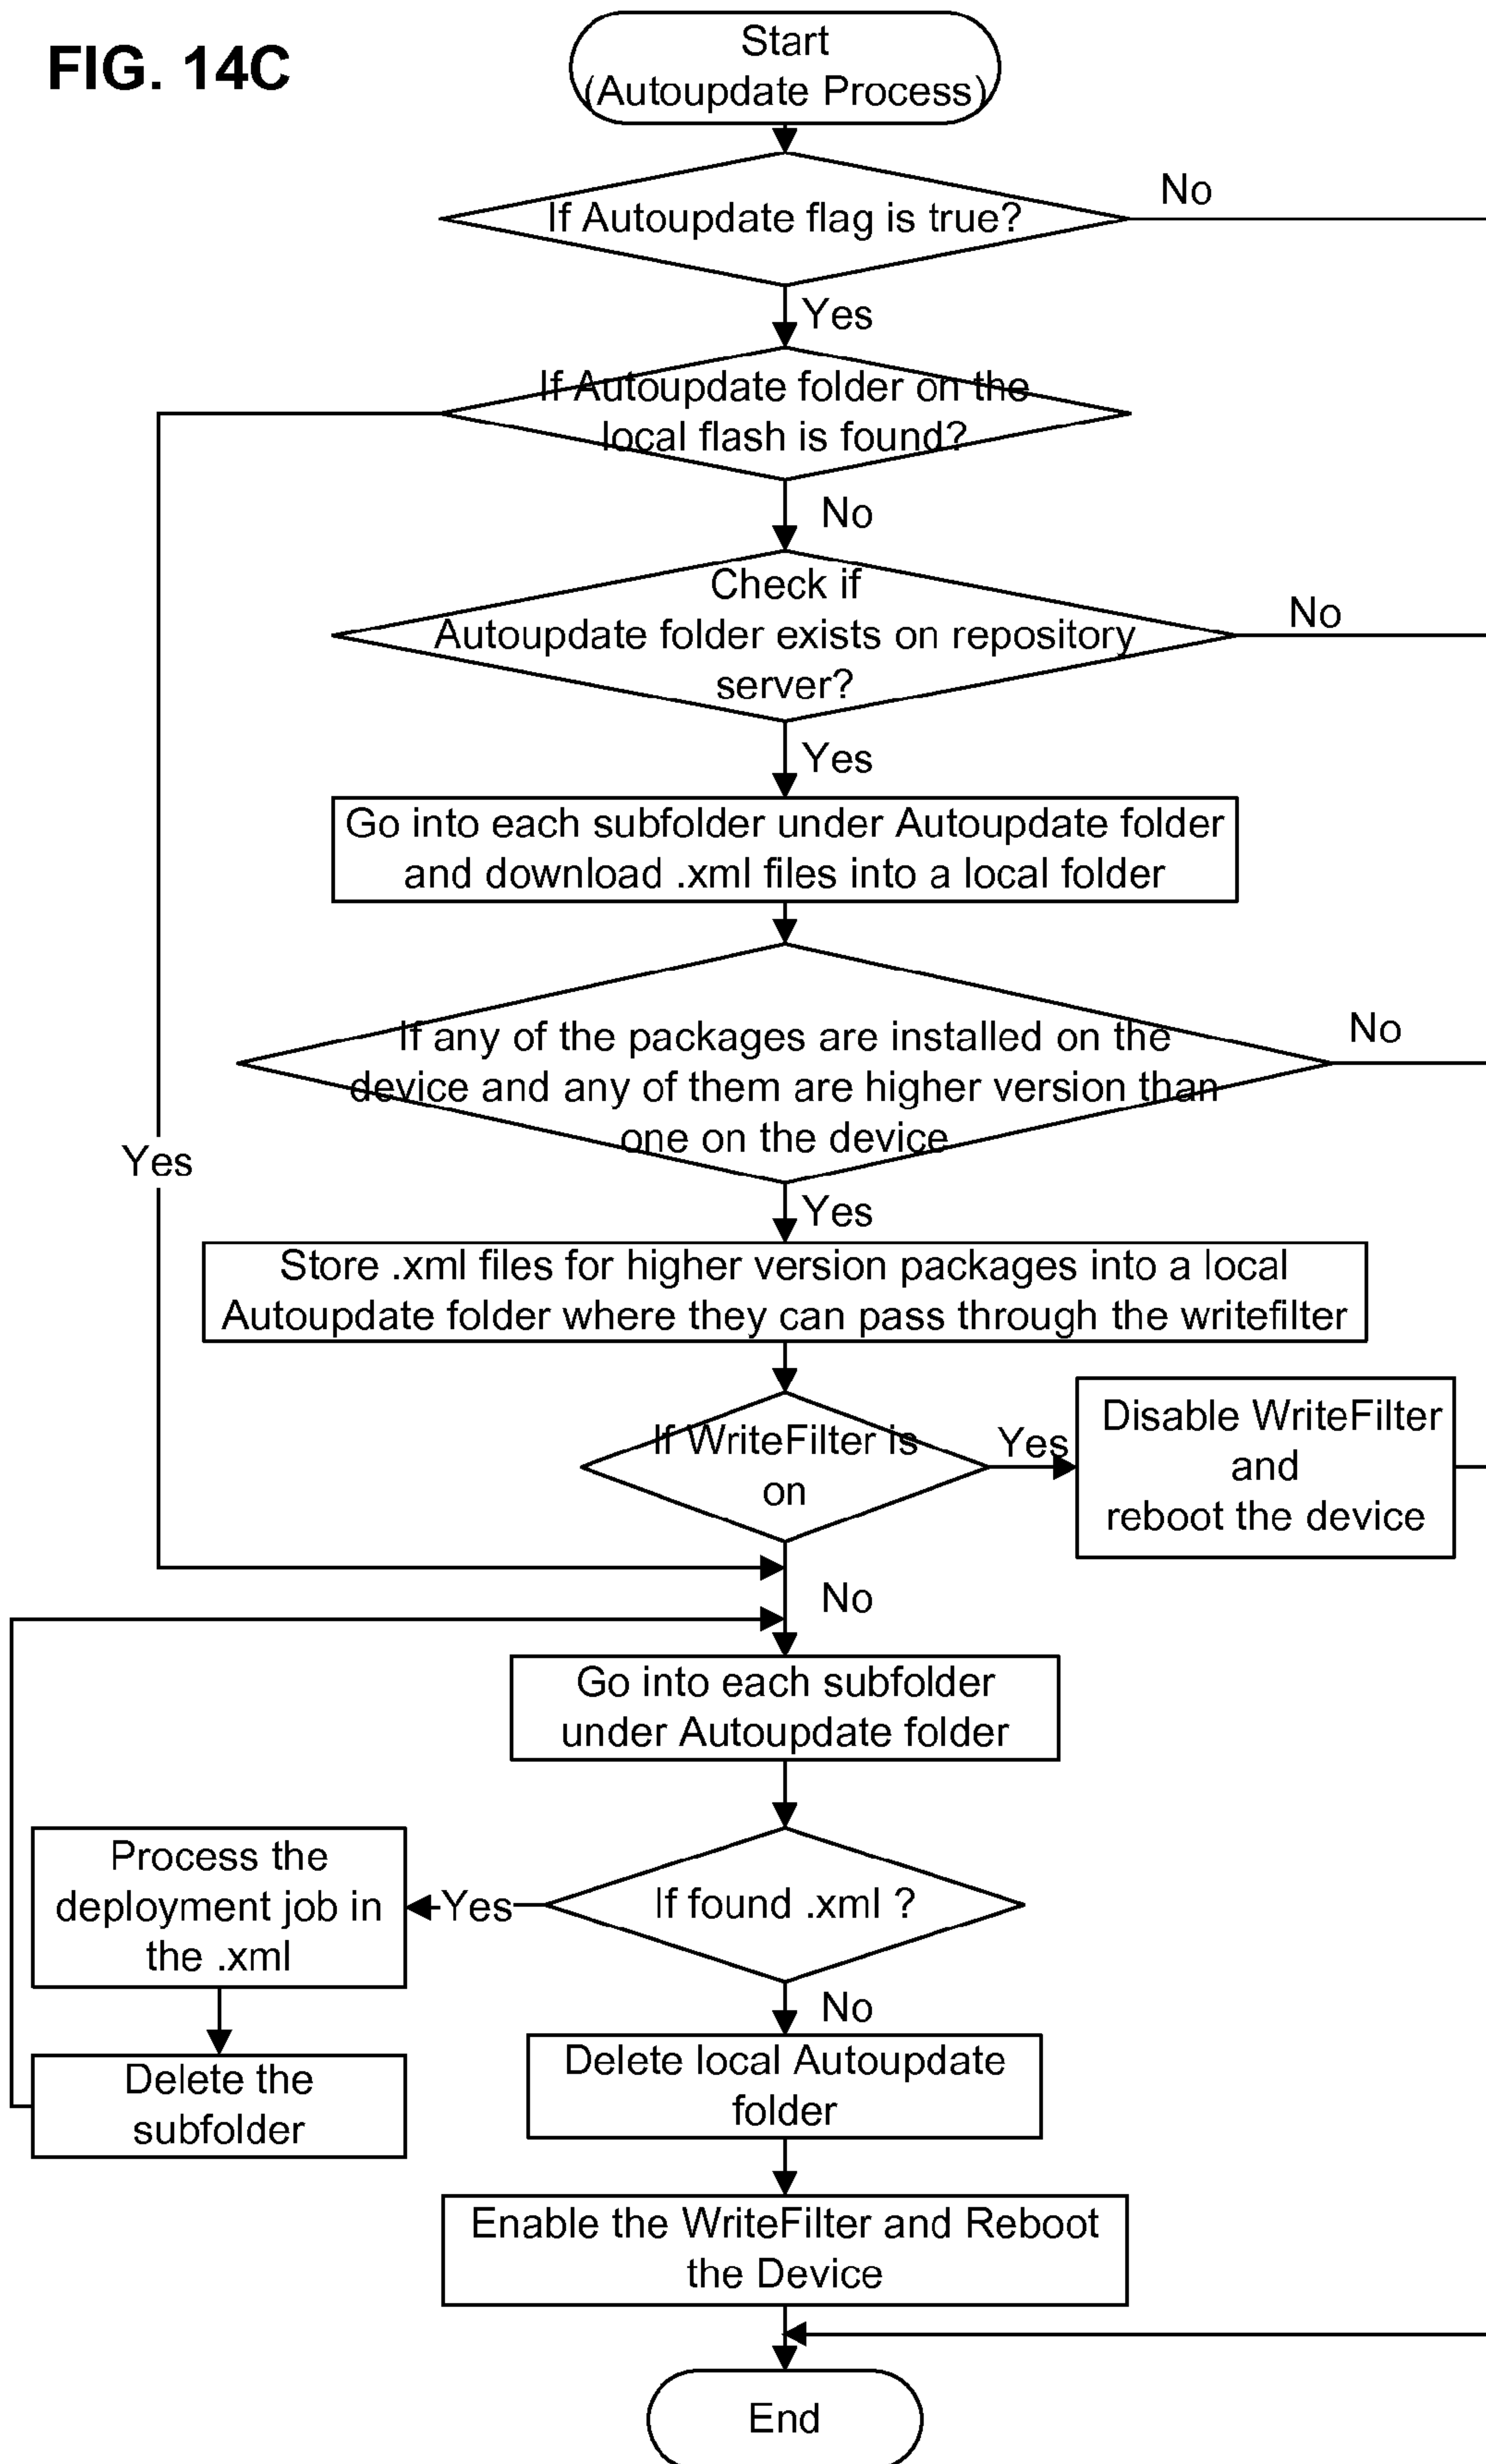 FIG. 14C
Start
(Autoupdate Process)
If Autoupdate flag is true?
No
Yes
If Autoupdate folder on the
local flash is found?
No
Check if
Autoupdate folder exists on repository
server?
No
Yes
Go into each subfolder under Autoupdate folder
and download .xml files into a local folder
If any of the packages are installed on the
device and any of them are higher version than
one on the device
No
Yes
Yes
Store .xml files for higher version packages into a local
Autoupdate folder where they can pass through the writefilter
If WriteFilter is
on
Yes
Disable WriteFilter
and
reboot the device
No
Go into each subfolder
under Autoupdate folder
If found .xml ?
Yes
Process the
deployment job in
the .xml
Delete the
subfolder
No
Delete local Autoupdate
folder
Enable the WriteFilter and Reboot
the Device
End